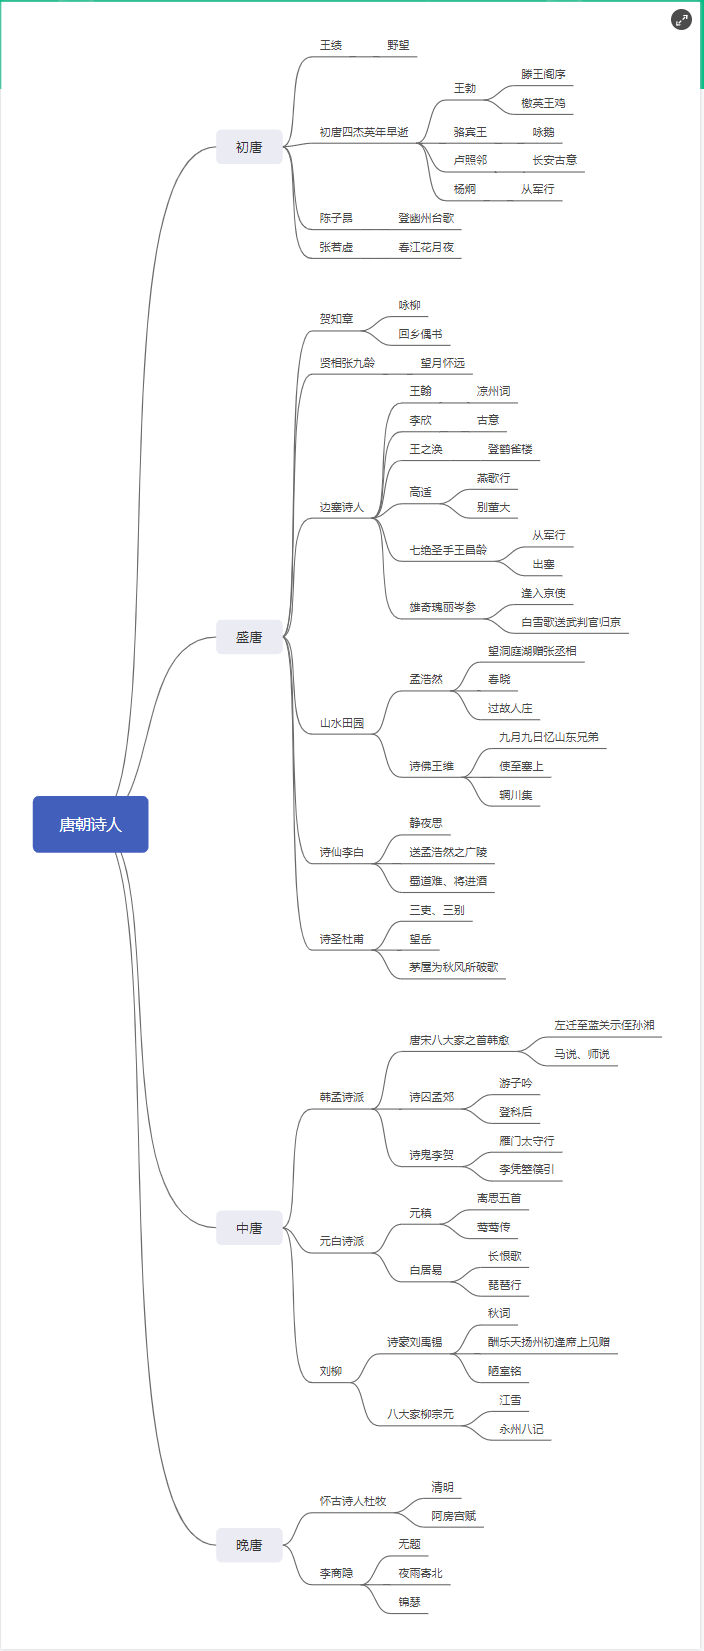 唐朝诗人
初唐
王绩
野望
初唐四杰英年早逝
王勃
滕王阁序
檄英王鸡
骆宾王
咏鹅
卢照邻
长安古意
杨炯
从军行
陈子昂
登幽州台歌
张若虚
春江花月夜
盛唐
贺知章
咏柳
回乡偶书
贤相张九龄
望月怀远
边塞诗人
王翰
凉州词
李欣
古意
王之涣
登鹳雀楼
高适
燕歌行
别董大
七绝圣手王昌龄
从军行
出塞
雄奇瑰丽岑参
逢入京使
白雪歌送武判官归京
山水田园
孟浩然
望洞庭湖赠张丞相
春晓
过故人庄
诗佛王维
九月九日忆山东兄弟
使至塞上
辋川集
诗仙李白
静夜思
送孟浩然之广陵
蜀道难、将进酒
诗圣杜甫
三吏、三别
望岳
茅屋为秋风所破歌
中唐
韩孟诗派
唐宋八大家之首韩愈
左迁至蓝关示侄孙湘
马说、师说
诗囚孟郊
游子吟
登科后
诗鬼李贺
雁门太守行
李凭箜篌引
元白诗派
元稹
离思五首
莺莺传
白居易
长恨歌
琵琶行
刘柳
诗豪刘禹锡
秋词
酬乐天扬州初逢席上见赠
陋室铭
八大家柳宗元
江雪
永州八记
晚唐
怀古诗人杜牧
清明
阿房宫赋
李商隐
无题
夜雨寄北
锦瑟